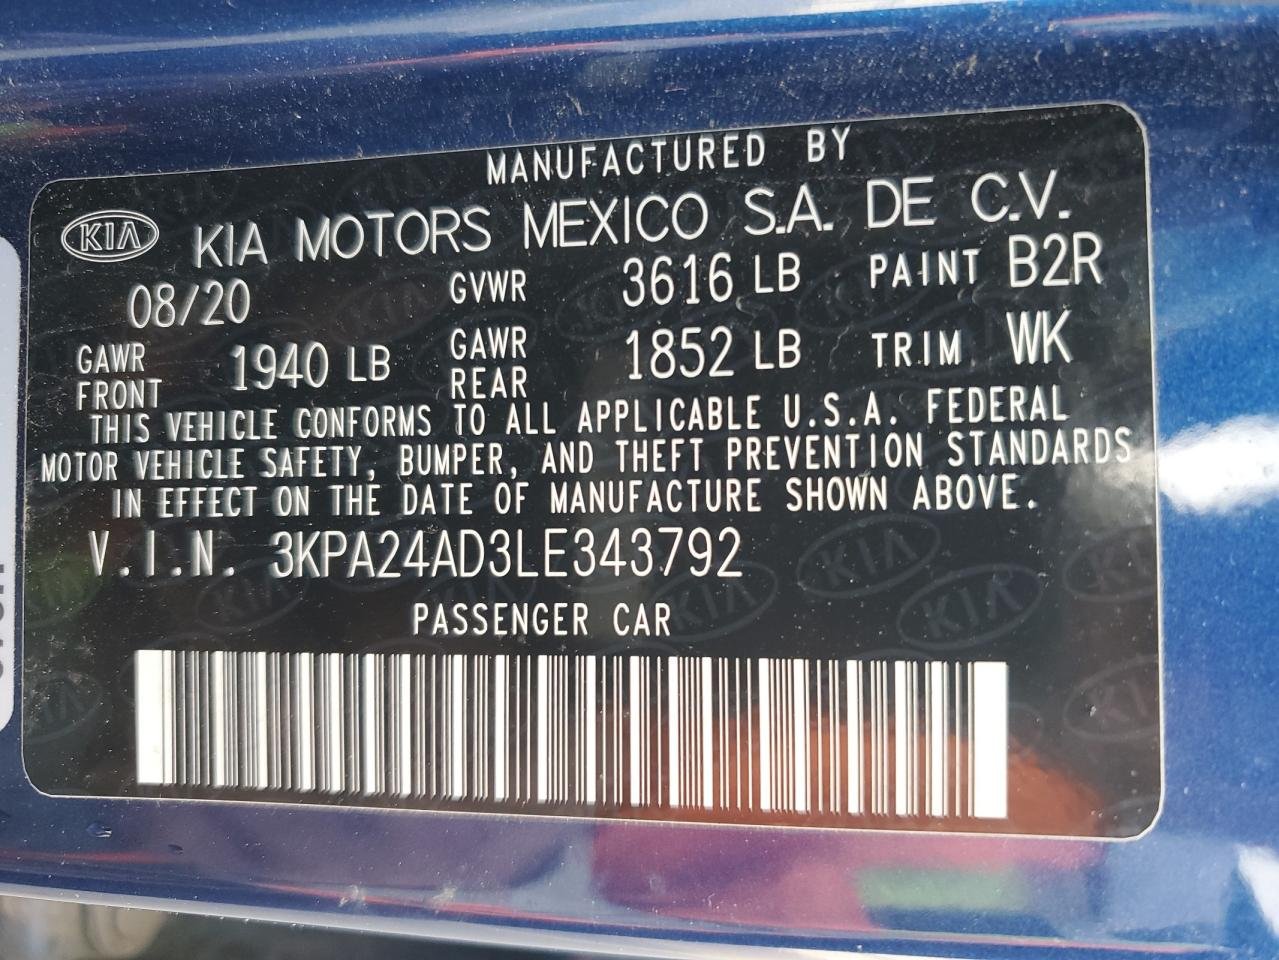 MANUFACTURED BY
KIA KIA MOTORS MEXICO S.A. DE C.V.
08/20 GVWR 3616 LB PAINT B2R
GAWR FRONT 1940 LB GAWR REAR 1852 LB TRIM WK
THIS VEHICLE CONFORMS TO ALL APPLICABLE U.S.A. FEDERAL
MOTOR VEHICLE SAFETY, BUMPER, AND THEFT PREVENTION STANDARDS
IN EFFECT ON THE DATE OF MANUFACTURE SHOWN ABOVE.
V.I.N. 3KPA24AD3LE343792
PASSENGER CAR